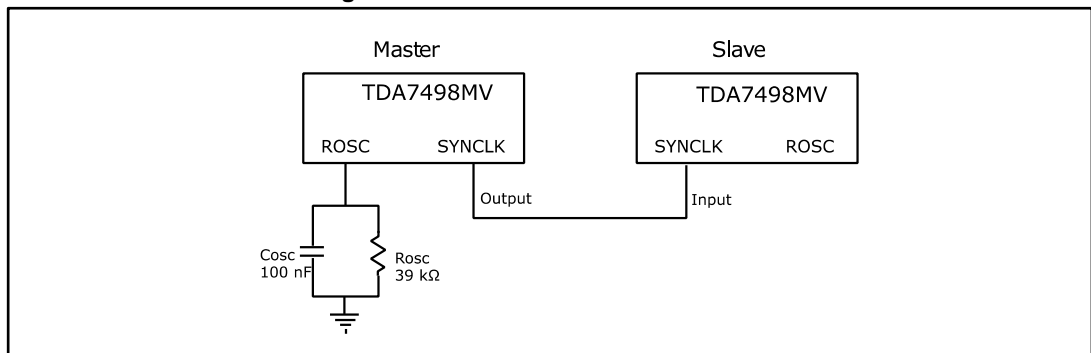 Master
Slave
TDA7498MV
TDA7498MV
ROSC
SYNCLK
SYNCLK
ROSC
Output
Input
Cosc
100 nF
Rosc
39 kΩ